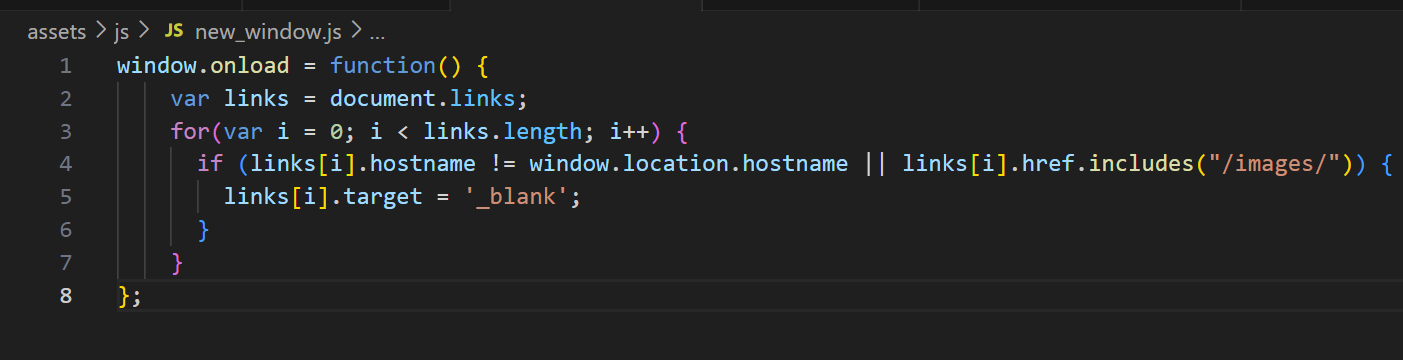 assets > js > JS new_window.js > ...
1 window.onload = function() {
2     var links = document.links;
3     for(var i = 0; i < links.length; i++) {
4       if (links[i].hostname != window.location.hostname || links[i].href.includes("/images/")) {
5         links[i].target = '_blank';
6       }
7     }
8 };